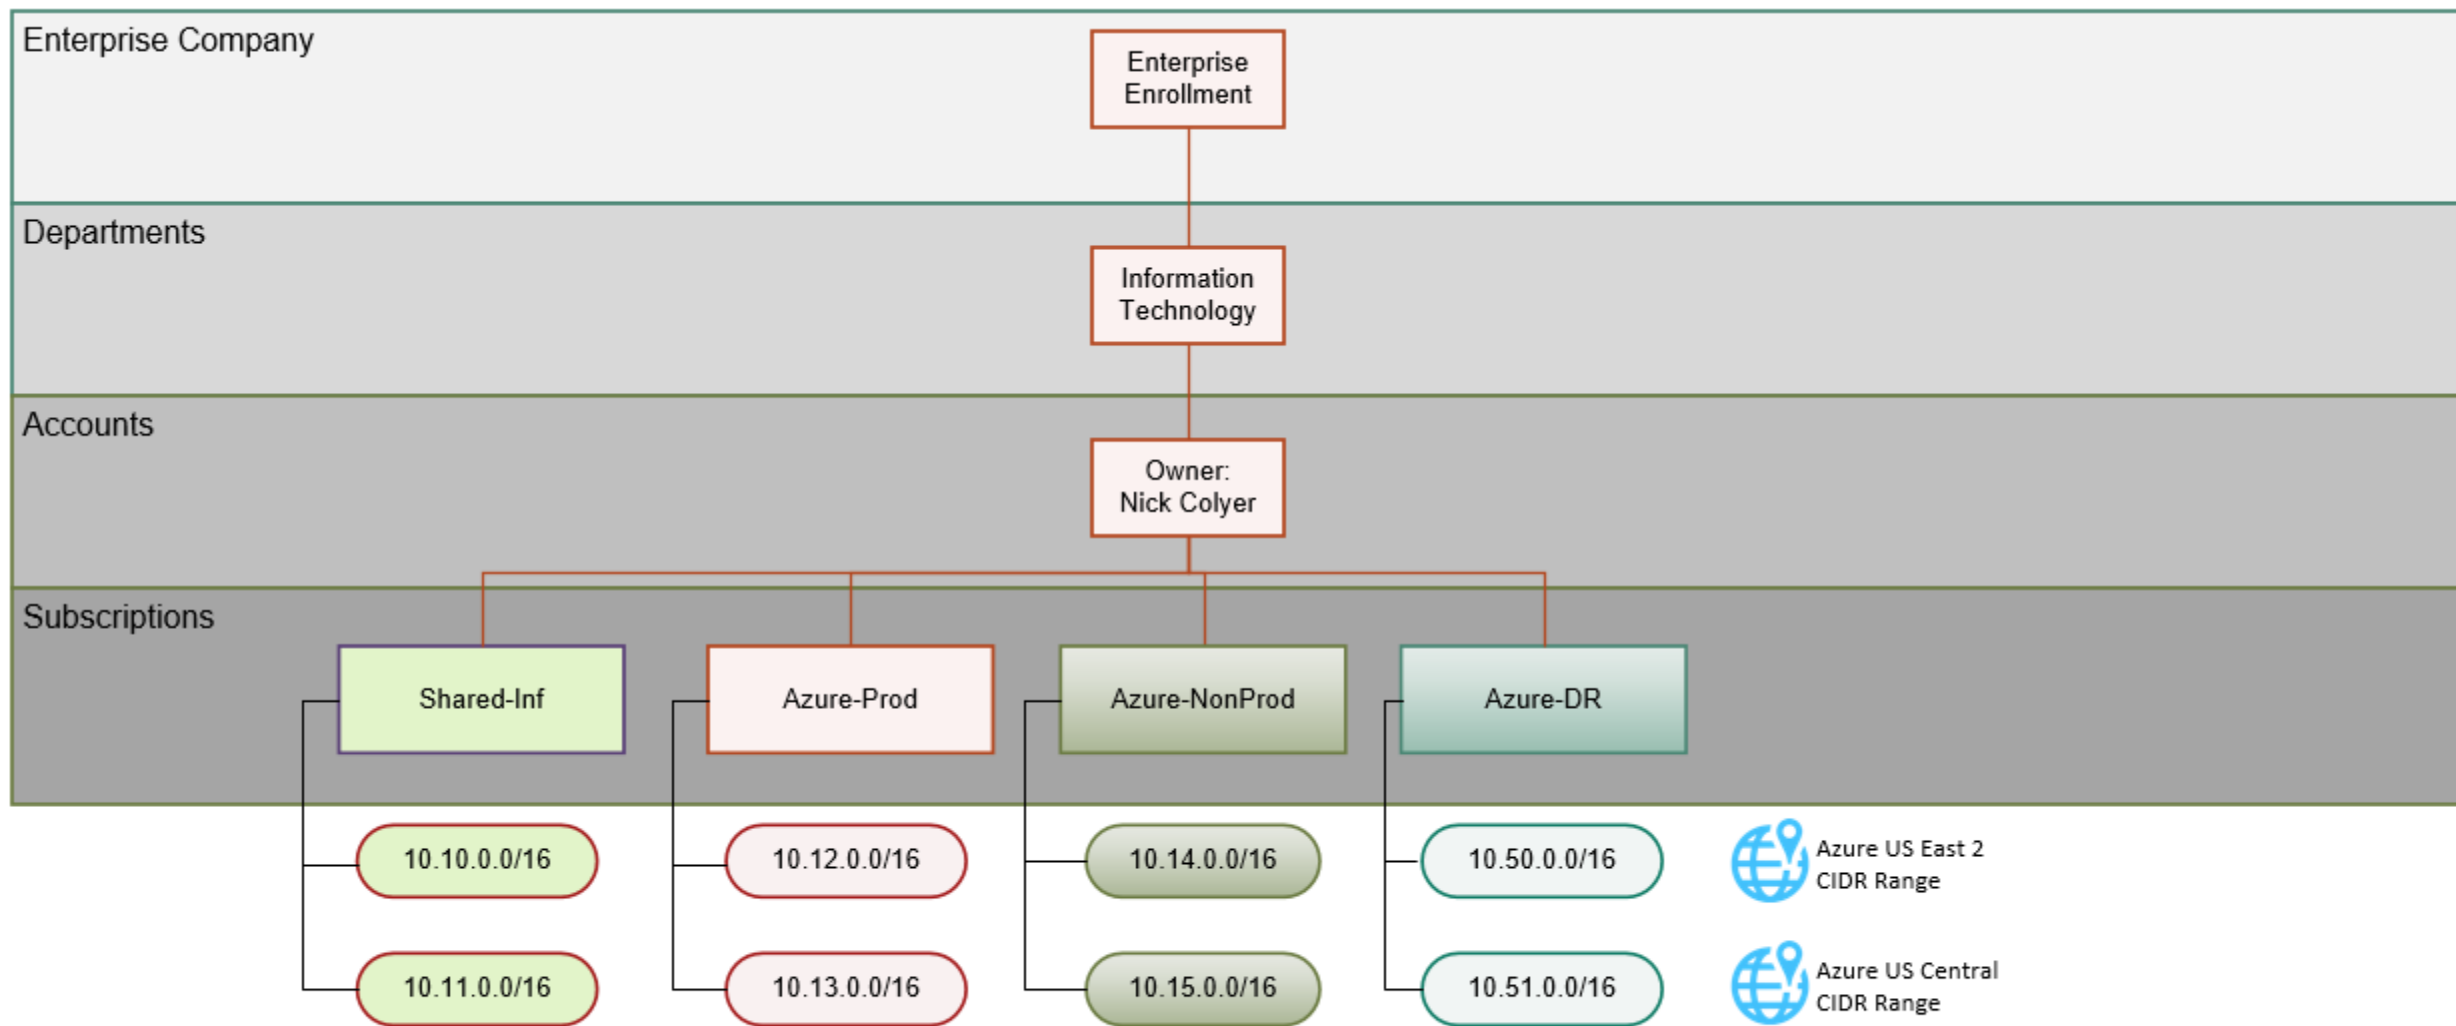 Enterprise Company
Enterprise
Enrollment
Departments
Information
Technology
Accounts
Owner:
Nick Colyer
Subscriptions
Shared-Inf
Azure-Prod
Azure-NonProd
Azure-DR
10.10.0.0/16
10.12.0.0/16
10.14.0.0/16
10.50.0.0/16
Azure US East 2
CIDR Range
10.11.0.0/16
10.13.0.0/16
10.15.0.0/16
10.51.0.0/16
Azure US Central
CIDR Range